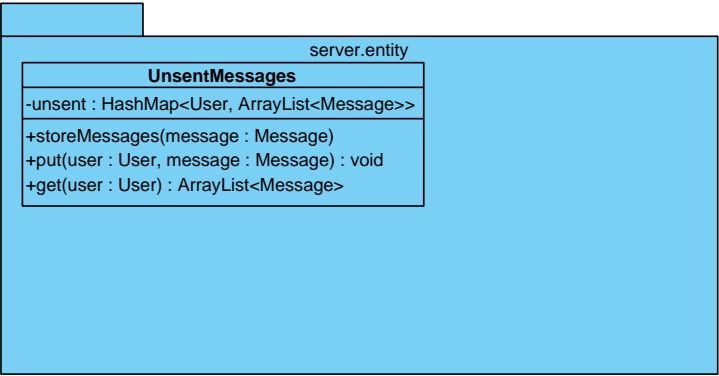 server.entity
UnsentMessages
-unsent : HashMap<User, ArrayList<Message>>
+storeMessages(message : Message)
+put(user : User, message : Message) : void
+get(user : User) : ArrayList<Message>